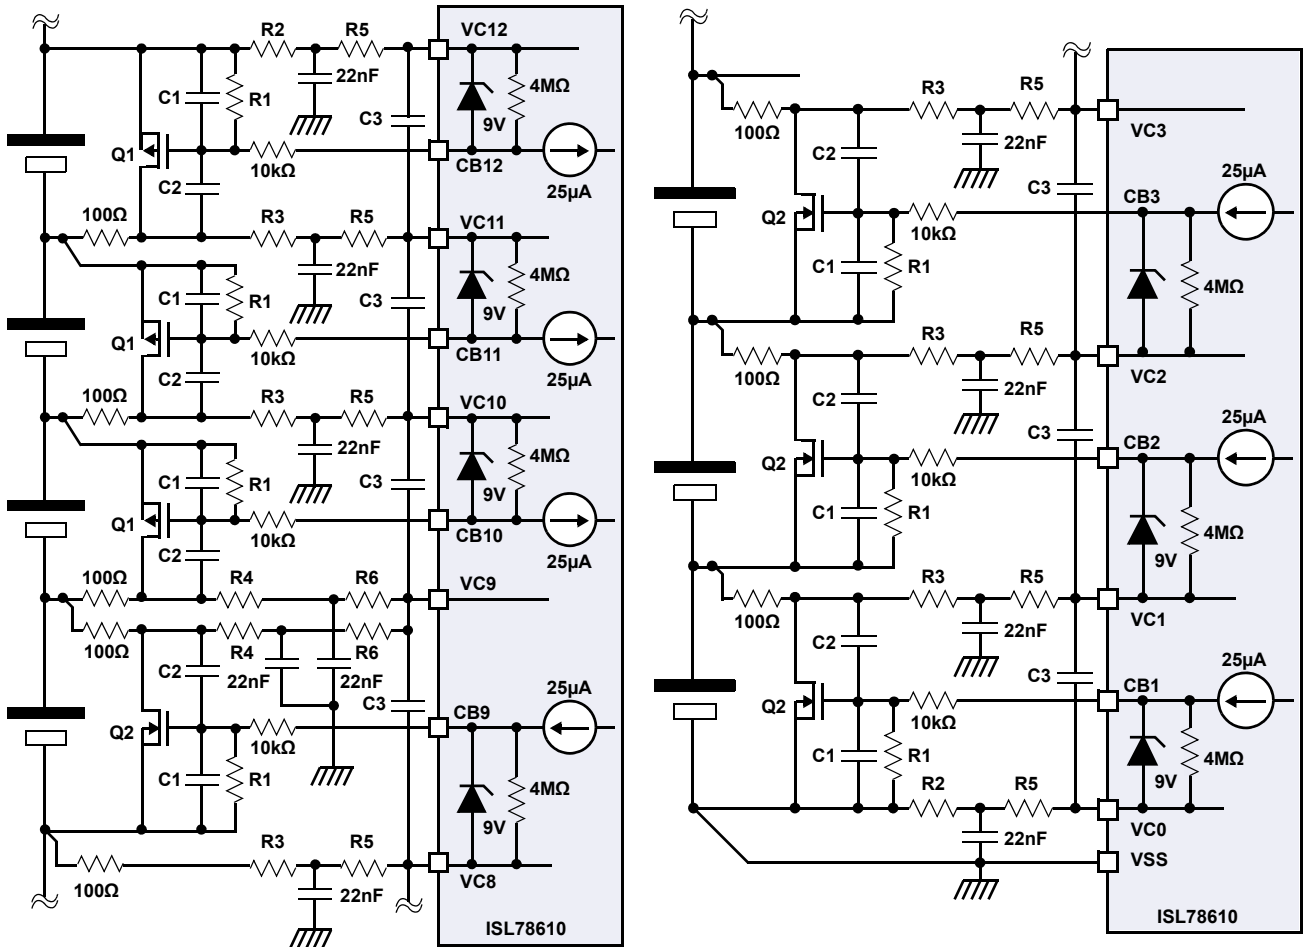 R2 R5 VC12
22nF 4MΩ
C1 R1 C3 9V
Q1 CB12
C2 10kΩ 25µA
100Ω R3 R5 VC11
22nF 4MΩ
C1 R1 C3 9V
Q1 CB11
C2 10kΩ 25µA
100Ω R3 R5 VC10
22nF 4MΩ
C1 R1 C3 9V
Q1 CB10
C2 10kΩ 25µA
100Ω R4 R6 VC9
100Ω R4 R6
C2 22nF 22nF 25µA
C3 CB9
Q2 10kΩ
C1 R1 4MΩ
9V
R3 R5
100Ω 22nF VC8
ISL78610
R3 R5
100Ω 22nF VC3
C2 C3 CB3 25µA
Q2 10kΩ
C1 R1 4MΩ
R3 R5
100Ω 22nF VC2
C2 C3 CB2 25µA
Q2 10kΩ
C1 R1 4MΩ
9V
R3 R5
100Ω 22nF VC1
C2 C3 CB1 25µA
Q2 10kΩ
C1 R1 4MΩ
9V
R2 R5
22nF VC0
VSS
ISL78610